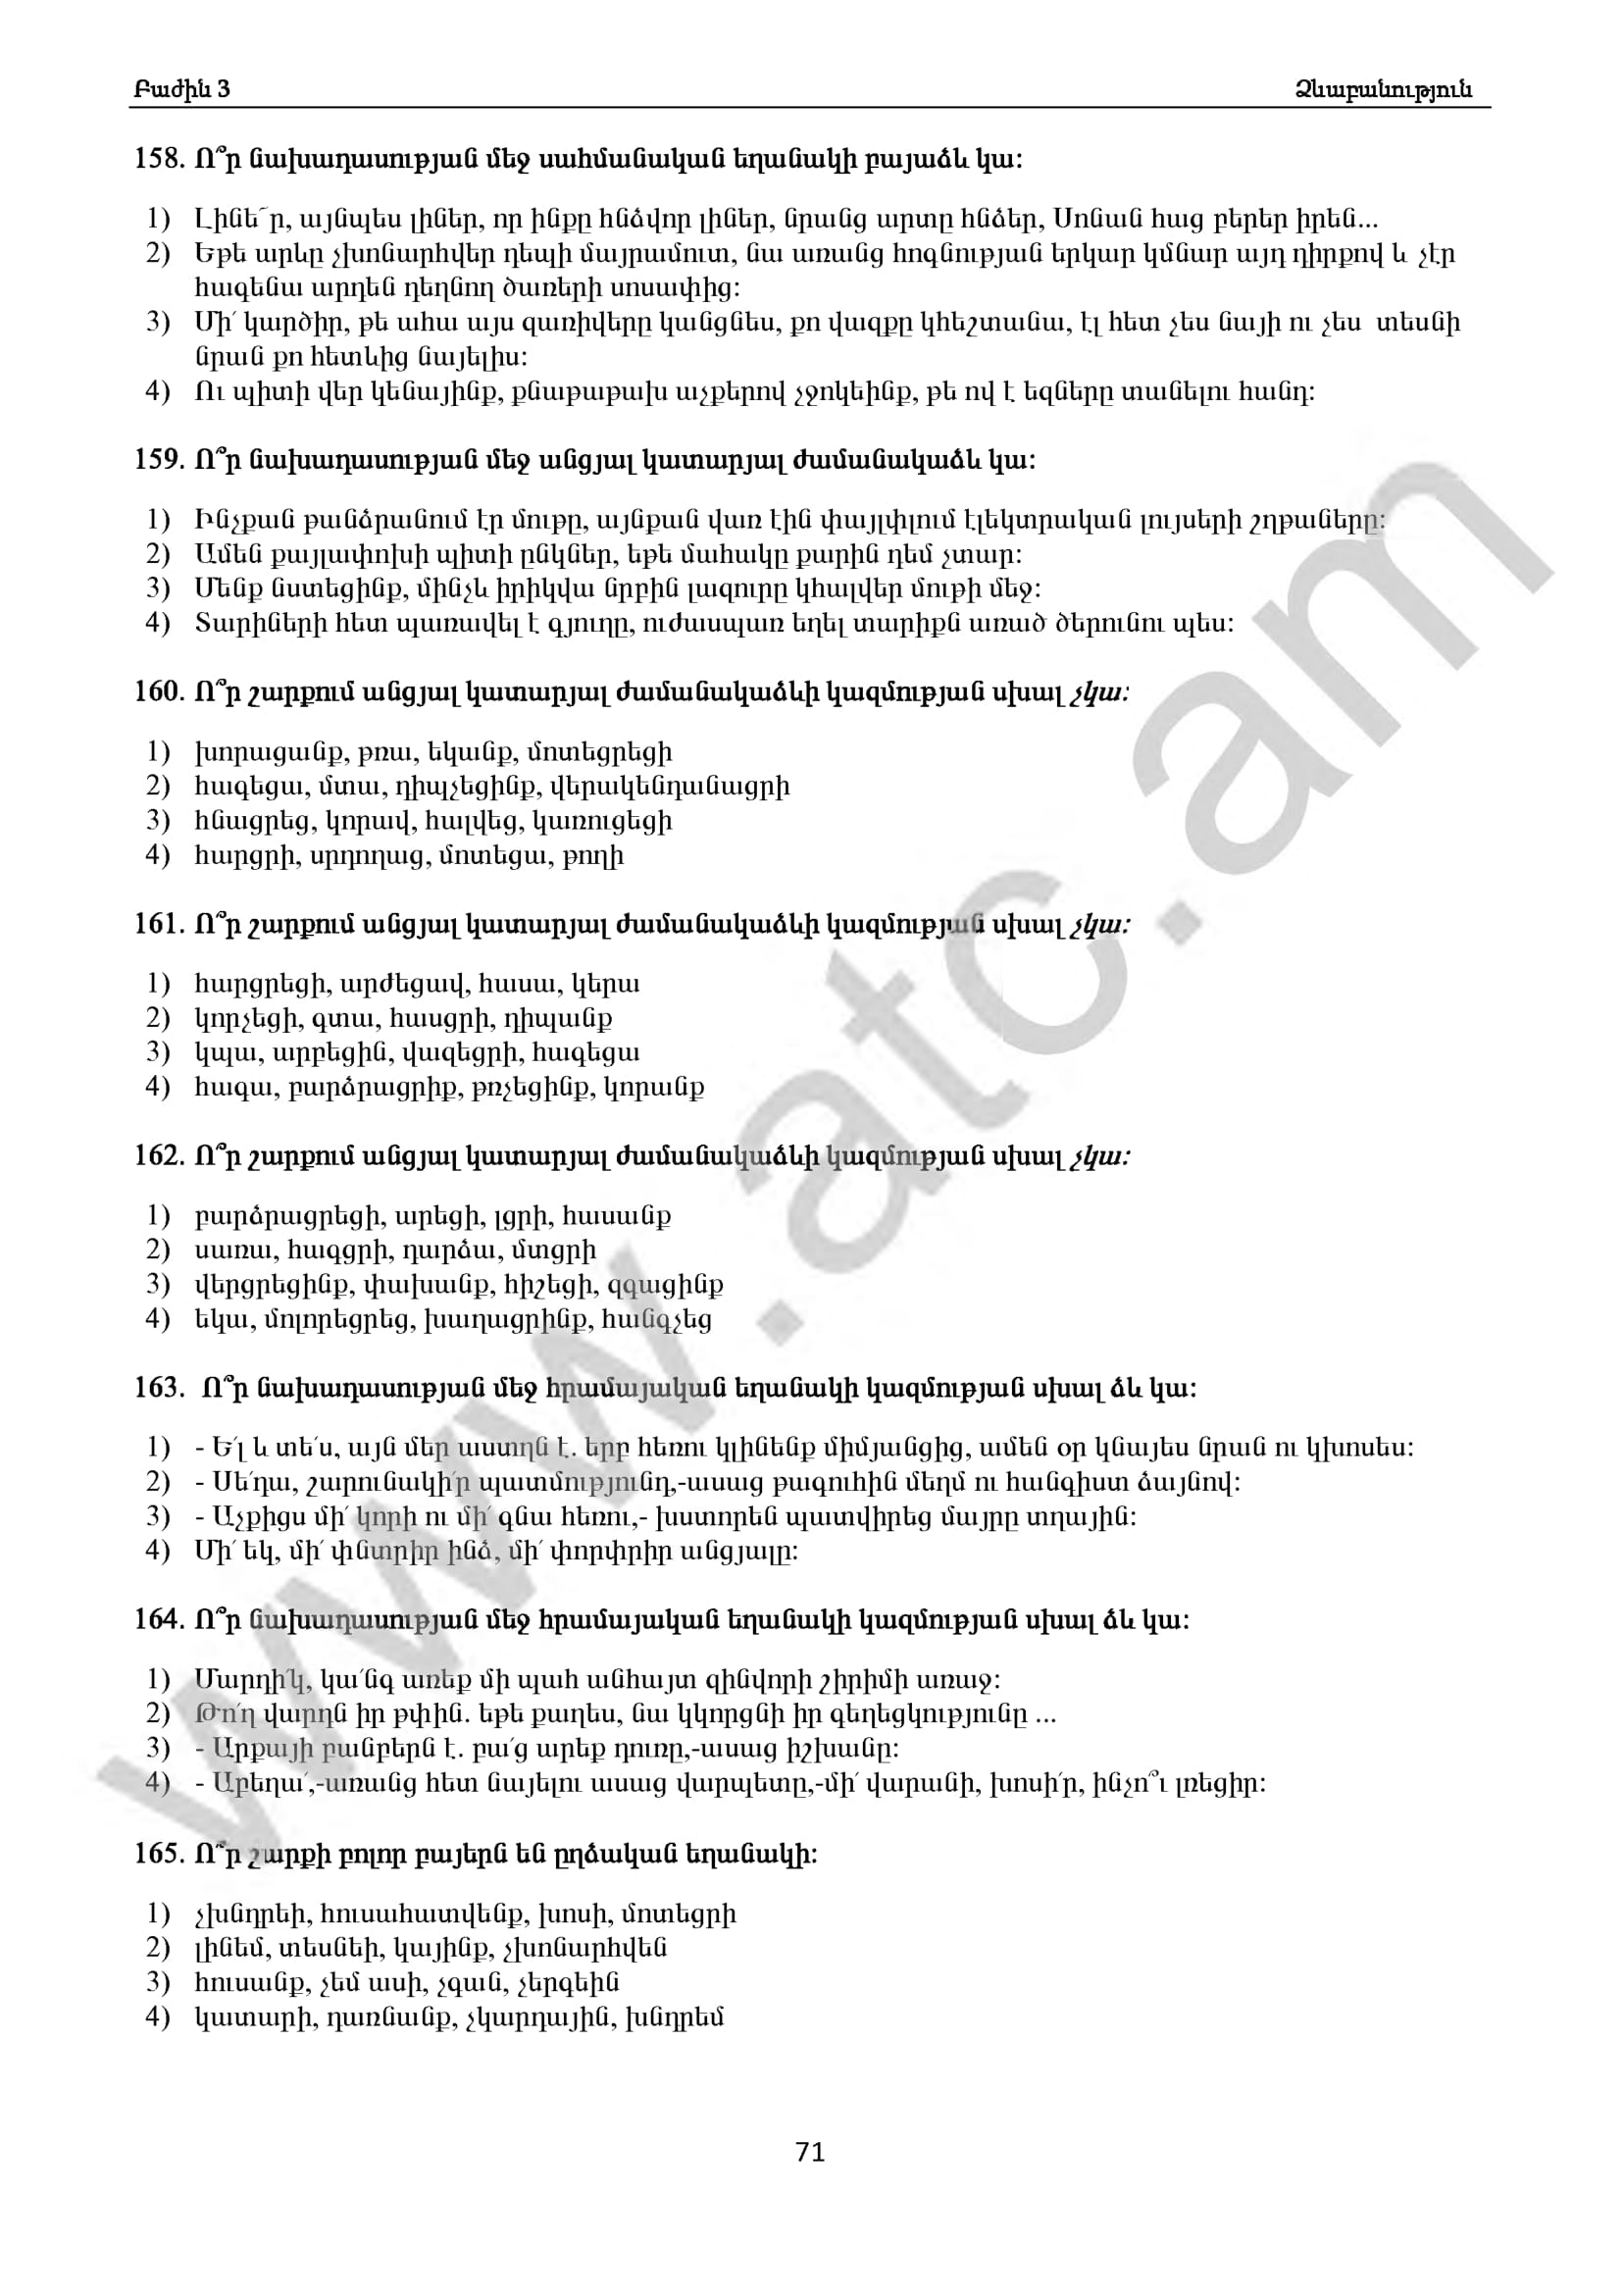 Բաժին 3 Ձևաբանություն
158. Ո՞ր նախադասության մեջ սահմանական եղանակի բայաձև կա:
1) Լինե՜ր, այնպես լիներ, որ ինքը հնձվոր լիներ, նրանց արտը հնձեր, Սոնան հաց բերեր իրեն...
2) Եթե արևը չխոնարհվեր դեպի մայրամուտ, նա առանց հոգնության երկար կմնար այդ դիրքով և չէր
հագենա արդեն դեղնող ծառերի սոսափից:
3) Մի՛ կարծիր, թե ահա այս զառիվերը կանցնես, քո վազքը կհեշտանա, էլ հետ չես նայի ու չես տեսնի
նրան քո հետևից նայելիս:
4) Ու պիտի վեր կենայինք, քնաթաթախ աչքերով չջոկեինք, թե ով է եզները տանելու հանդ:
159. Ո՞ր նախադասության մեջ անցյալ կատարյալ ժամանակաձև կա:
1) Ինչքան թանձրանում էր մութը, այնքան վառ էին փայլփլում էլեկտրական լույսերի շղթաները:
2) Ամեն քայլափոխի պիտի ընկներ, եթե մահակը քարին դեմ չտար:
3) Մենք նստեցինք, մինչև իրիկվա նրբին լազուրը կհալվեր մութի մեջ:
4) Տարիների հետ պառավել է գյուղը, ուժասպառ եղել տարիքն առած ծերունու պես:
160. Ո՞ր շարքում անցյալ կատարյալ ժամանակաձևի կազմության սխալ չկա:
1) խորացանք, թռա, եկանք, մոտեցրեցի
2) հագեցա, մտա, դիպչեցինք, վերակենդանացրի
3) հնացրեց, կորավ, հալվեց, կառուցեցի
4) հարցրի, սրդողաց, մոտեցա, թողի
161. Ո՞ր շարքում անցյալ կատարյալ ժամանակաձևի կազմության սխալ չկա:
1) հարցրեցի, արժեցավ, հասա, կերա
2) կորչեցի, գտա, հասցրի, դիպանք
3) կպա, արբեցին, վազեցրի, հագեցա
4) հագա, բարձրացրիք, թռչեցինք, կորանք
162. Ո՞ր շարքում անցյալ կատարյալ ժամանակաձևի կազմության սխալ չկա:
1) բարձրացրեցի, արեցի, լցրի, հասանք
2) սառա, հագցրի, դարձա, մտցրի
3) վերցրեցինք, փախանք, հիշեցի, զգացինք
4) եկա, մոլորեցրեց, խաղացրինք, հանգչեց
163. Ո՞ր նախադասության մեջ հրամայական եղանակի կազմության սխալ ձև կա:
1) - Ե՛լ և տե՛ս, այն մեր աստղն է. երբ հեռու կլինենք միմյանցից, ամեն օր կնայես նրան ու կխոսես:
2) - Սե՛ղա, շարունակի՛ր պատմությունդ,-ասաց թագուհին մեղմ ու հանգիստ ձայնով:
3) - Աչքիցս մի՛ կորի ու մի՛ գնա հեռու,- խստորեն պատվիրեց մայրը տղային:
4) Մի՛ եկ, մի՛ փնտրիր ինձ, մի՛ փորփրիր անցյալը:
164. Ո՞ր նախադասության մեջ հրամայական եղանակի կազմության սխալ ձև կա:
1) Մարդի՛կ, կա՛նգ առեք մի պահ անհայտ զինվորի շիրիմի առաջ:
2) Թո՛ղ վարդն իր թփին. եթե քաղես, նա կկորցնի իր գեղեցկությունը ...
3) - Արքայի բանբերն է. բա՛ց արեք դուռը,-ասաց իշխանը:
4) - Աբեղա՛,-առանց հետ նայելու ասաց վարպետը,-մի՛ վարանի, խոսի՛ր, ինչո՞ւ լռեցիր:
165. Ո՞ր շարքի բոլոր բայերն են ըղձական եղանակի:
1) չխնդրեի, հուսահատվենք, խոսի, մոտեցրի
2) լինեմ, տեսնեի, կայինք, չխոնարհվեն
3) հուսանք, չեմ ասի, չգան, չերգեին
4) կատարի, դառնանք, չկարդային, խնդրեմ
www.atc.am
71